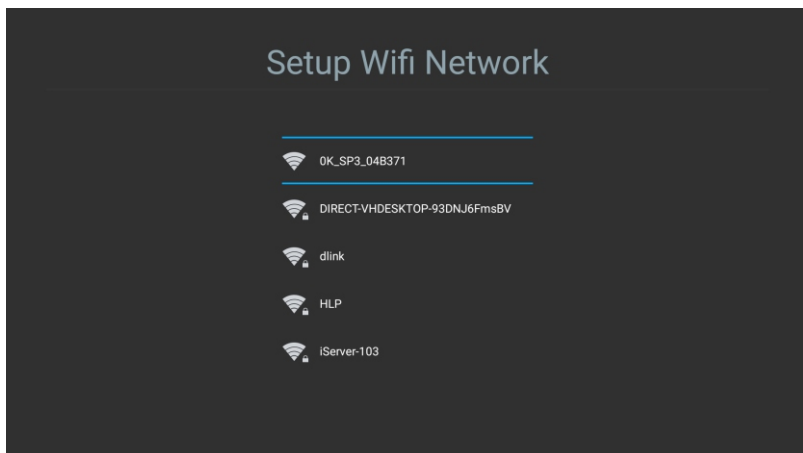 Setup Wifi Network
0K_SP3_04B371
DIRECT-VHDESKTOP-93DNJ6FmsBV
dlink
HLP
iServer-103